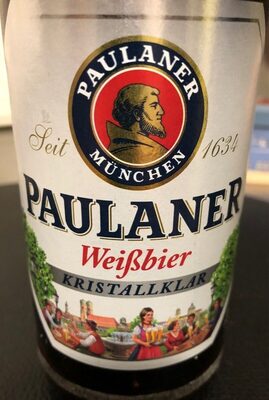 PAULANER
MÜNCHEN
Seit 1634
PAULANER
Weißbier
KRISTALLKLAR